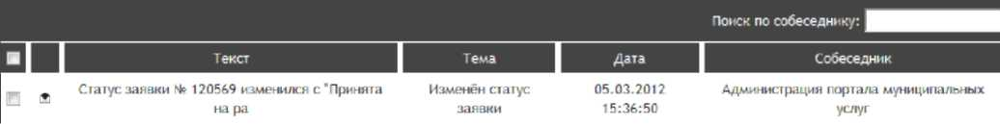 Поиск по собеседнику:
Текст Тема Дата Собеседник
Статус заявки № 120569 изменился с "Принята на ра
Изменён статус заявки
05.03.2012 15:36:50
Администрация портала муниципальных услуг